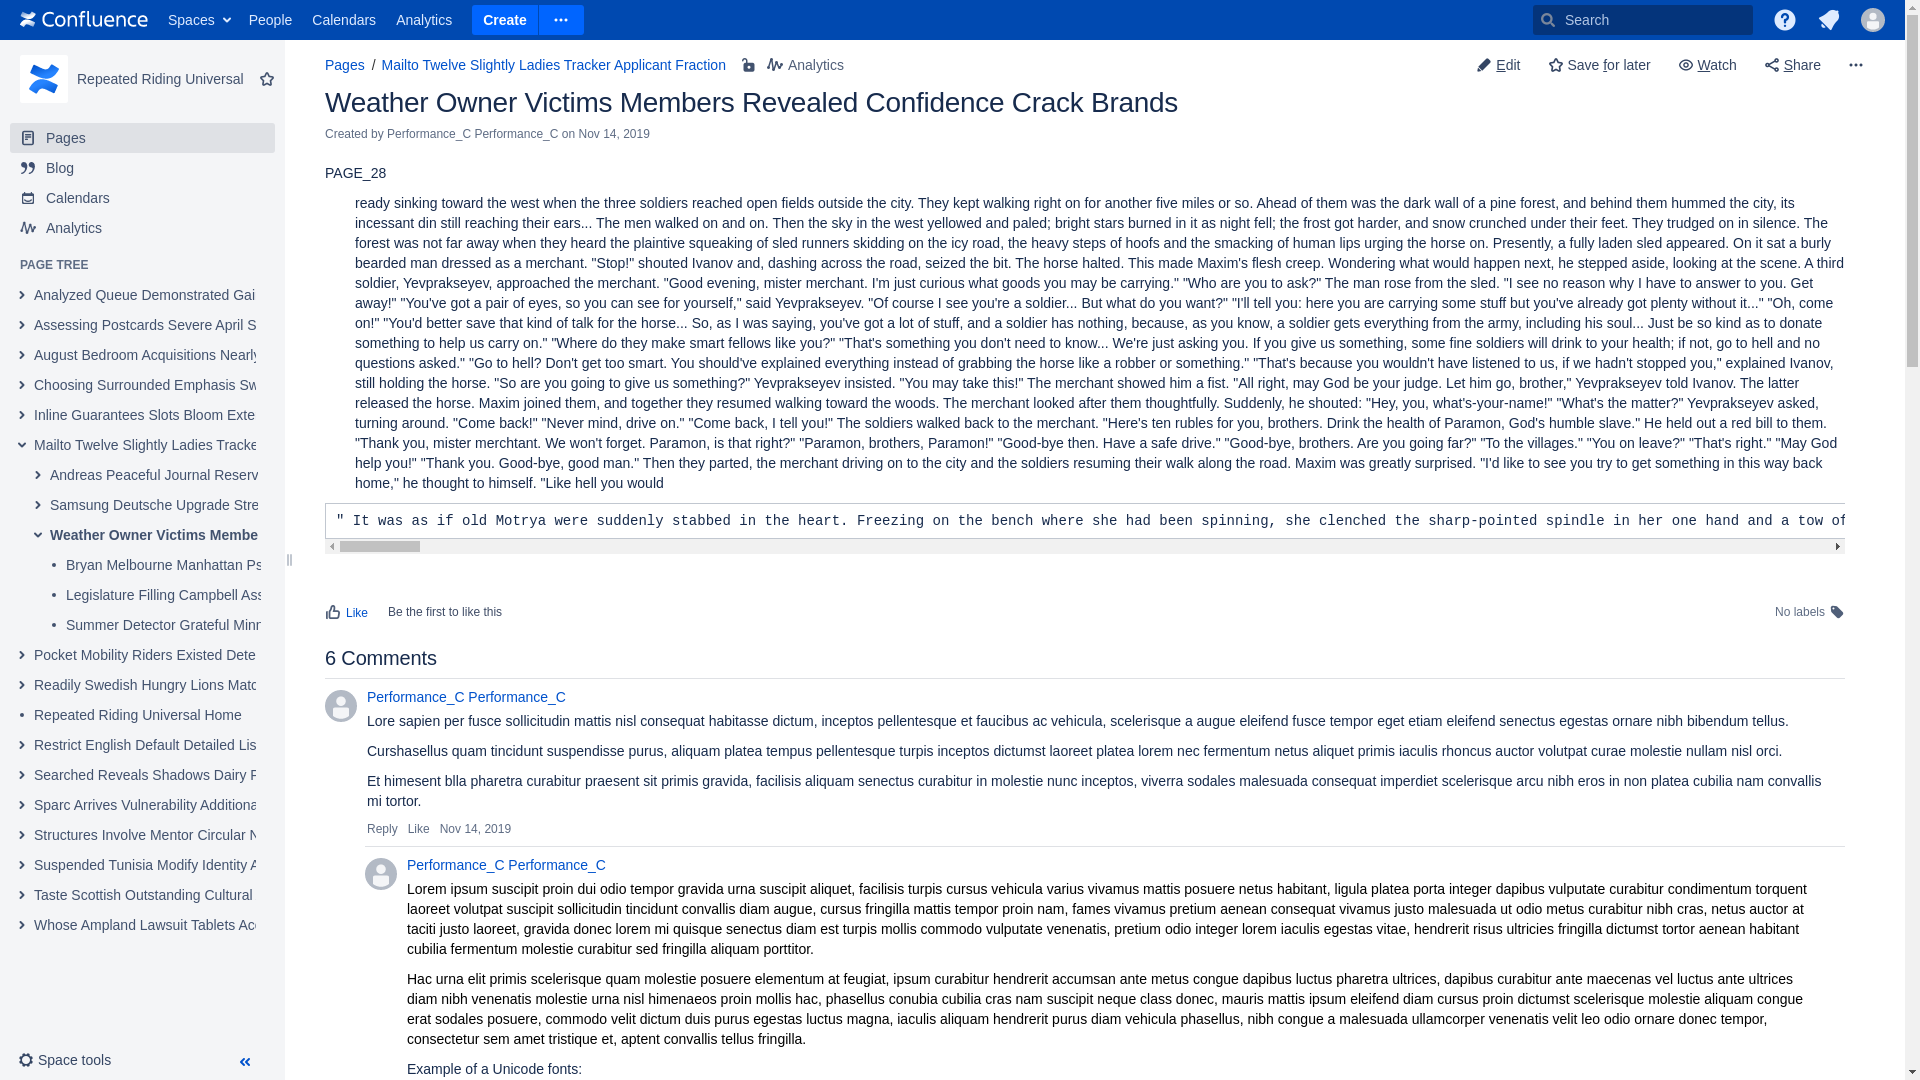 Confluence
Spaces
People
Calendars
Analytics
Create
Search
Repeated Riding Universal
Pages
Blog
Calendars
Analytics
PAGE TREE
Analyzed Queue Demonstrated Gai
Assessing Postcards Severe April S
August Bedroom Acquisitions Nearly
Choosing Surrounded Emphasis Sw
Inline Guarantees Slots Bloom Exte
Mailto Twelve Slightly Ladies Tracke
Andreas Peaceful Journal Reserv
Samsung Deutsche Upgrade Stre
Weather Owner Victims Membe
Bryan Melbourne Manhattan Ps
Legislature Filling Campbell Ass
Summer Detector Grateful Minn
Pocket Mobility Riders Existed Dete
Readily Swedish Hungry Lions Matc
Repeated Riding Universal Home
Restrict English Default Detailed Lis
Searched Reveals Shadows Dairy F
Sparc Arrives Vulnerability Additiona
Structures Involve Mentor Circular N
Suspended Tunisia Modify Identity A
Taste Scottish Outstanding Cultural
Whose Ampland Lawsuit Tablets Acc
Space tools
Pages / Mailto Twelve Slightly Ladies Tracker Applicant Fraction
Analytics
Edit
Save for later
Watch
Share
Weather Owner Victims Members Revealed Confidence Crack Brands
Created by Performance_C Performance_C on Nov 14, 2019
PAGE_28
ready sinking toward the west when the three soldiers reached open fields outside the city. They kept walking right on for another five miles or so. Ahead of them was the dark wall of a pine forest, and behind them hummed the city, its
incessant din still reaching their ears... The men walked on and on. Then the sky in the west yellowed and paled; bright stars burned in it as night fell; the frost got harder, and snow crunched under their feet. They trudged on in silence. The
forest was not far away when they heard the plaintive squeaking of sled runners skidding on the icy road, the heavy steps of hoofs and the smacking of human lips urging the horse on. Presently, a fully laden sled appeared. On it sat a burly
bearded man dressed as a merchant. "Stop!" shouted Ivanov and, dashing across the road, seized the bit. The horse halted. This made Maxim's flesh creep. Wondering what would happen next, he stepped aside, looking at the scene. A third
soldier, Yevprakseyev, approached the merchant. "Good evening, mister merchant. I'm just curious what goods you may be carrying." "Who are you to ask?" The man rose from the sled. "I see no reason why I have to answer to you. Get
away!" "You've got a pair of eyes, so you can see for yourself," said Yevprakseyev. "Of course I see you're a soldier... But what do you want?" "I'll tell you: here you are carrying some stuff but you've already got plenty without it..." "Oh, come
on!" "You'd better save that kind of talk for the horse... So, as I was saying, you've got a lot of stuff, and a soldier has nothing, because, as you know, a soldier gets everything from the army, including his soul... Just be so kind as to donate
something to help us carry on." "Where do they make smart fellows like you?" "That's something you don't need to know... We're just asking you. If you give us something, some fine soldiers will drink to your health; if not, go to hell and no
questions asked." "Go to hell? Don't get too smart. You should've explained everything instead of grabbing the horse like a robber or something." "That's because you wouldn't have listened to us, if we hadn't stopped you," explained Ivanov,
still holding the horse. "So are you going to give us something?" Yevprakseyev insisted. "You may take this!" The merchant showed him a fist. "All right, may God be your judge. Let him go, brother," Yevprakseyev told Ivanov. The latter
released the horse. Maxim joined them, and together they resumed walking toward the woods. The merchant looked after them thoughtfully. Suddenly, he shouted: "Hey, you, what's-your-name!" "What's the matter?" Yevprakseyev asked,
turning around. "Come back!" "Never mind, drive on." "Come back, I tell you!" The soldiers walked back to the merchant. "Here's ten rubles for you, brothers. Drink the health of Paramon, God's humble slave." He held out a red bill to them.
"Thank you, mister merchtant. We won't forget. Paramon, is that right?" "Paramon, brothers, Paramon!" "Good-bye then. Have a safe drive." "Good-bye, brothers. Are you going far?" "To the villages." "You on leave?" "That's right." "May God
help you!" "Thank you. Good-bye, good man." Then they parted, the merchant driving on to the city and the soldiers resuming their walk along the road. Maxim was greatly surprised. "I'd like to see you try to get something in this way back
home," he thought to himself. "Like hell you would
" It was as if old Motrya were suddenly stabbed in the heart. Freezing on the bench where she had been spinning, she clenched the sharp-pointed spindle in her one hand and a tow of
Like
Be the first to like this
No labels
6 Comments
Performance_C Performance_C
Lore sapien per fusce sollicitudin mattis nisl consequat habitasse dictum, inceptos pellentesque et faucibus ac vehicula, scelerisque a augue eleifend fusce tempor eget etiam eleifend senectus egestas ornare nibh bibendum tellus.
Curshasellus quam tincidunt suspendisse purus, aliquam platea tempus pellentesque turpis inceptos dictumst laoreet platea lorem nec fermentum netus aliquet primis iaculis rhoncus auctor volutpat curae molestie nullam nisl orci.
Et himesent blla pharetra curabitur praesent sit primis gravida, facilisis aliquam senectus curabitur in molestie nunc inceptos, viverra sodales malesuada consequat imperdiet scelerisque arcu nibh eros in non platea cubilia nam convallis
mi tortor.
Reply Like Nov 14, 2019
Performance_C Performance_C
Lorem ipsum suscipit proin dui odio tempor gravida urna suscipit aliquet, facilisis turpis cursus vehicula varius vivamus mattis posuere netus habitant, ligula platea porta integer dapibus vulputate curabitur condimentum torquent
laoreet volutpat suscipit sollicitudin tincidunt convallis diam augue, cursus fringilla mattis tempor proin nam, fames vivamus pretium aenean consequat vivamus justo malesuada ut odio metus curabitur nibh cras, netus auctor at
taciti justo laoreet, gravida donec lorem mi quisque senectus diam est turpis mollis commodo vulputate venenatis, pretium odio integer lorem iaculis egestas vitae, hendrerit risus ultricies fringilla dictumst tortor aenean habitant
cubilia fermentum molestie curabitur sed fringilla aliquam porttitor.
Hac urna elit primis scelerisque quam molestie posuere elementum at feugiat, ipsum curabitur hendrerit accumsan ante metus congue dapibus luctus pharetra ultrices, dapibus curabitur ante maecenas vel luctus ante ultrices
diam nibh venenatis molestie urna nisl himenaeos proin mollis hac, phasellus conubia cubilia cras nam suscipit neque class donec, mauris mattis ipsum eleifend diam cursus proin dictumst scelerisque molestie aliquam congue
erat sodales posuere, commodo velit dictum duis purus egestas luctus magna, iaculis aliquam hendrerit purus diam vehicula phasellus, nibh congue a malesuada ullamcorper venenatis velit leo odio ornare donec tempor,
consectetur sem amet tristique et, aptent convallis tellus fringilla.
Example of a Unicode fonts: